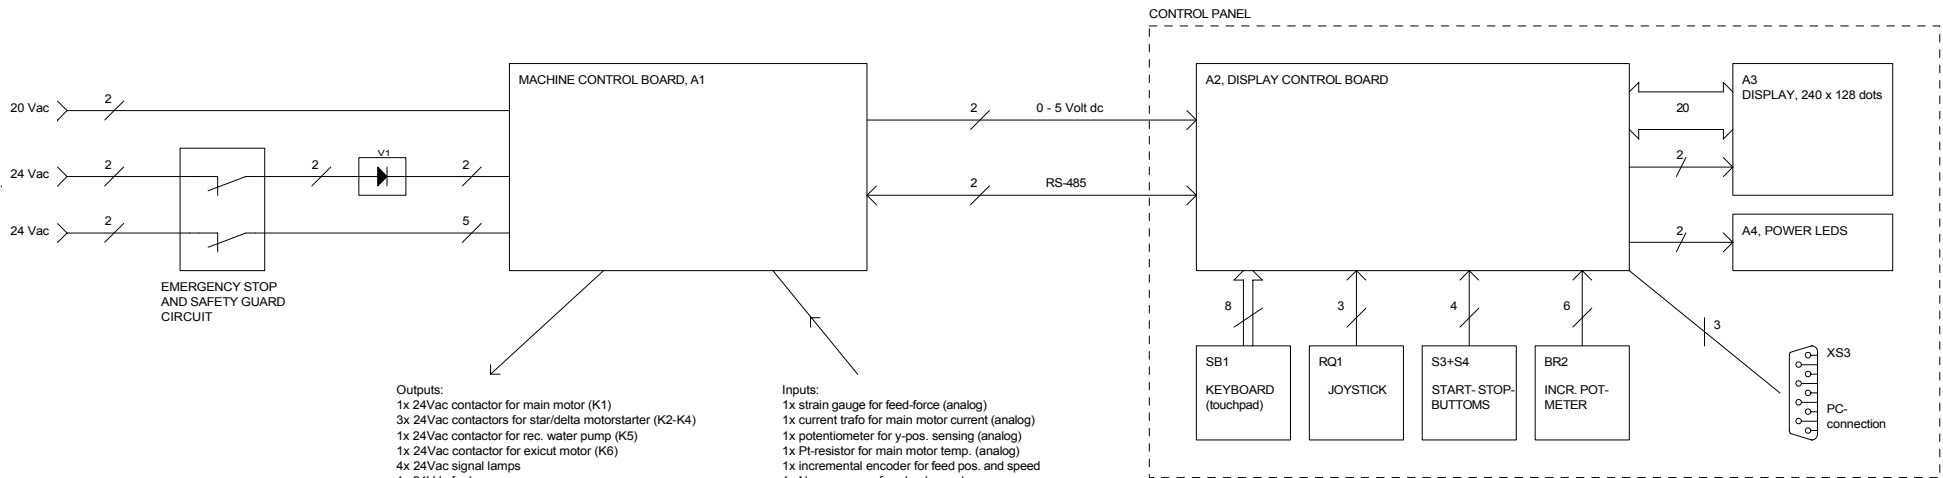 CONTROL PANEL
MACHINE CONTROL BOARD, A1
A2, DISPLAY CONTROL BOARD
A3
DISPLAY, 240 x 128 dots
20 Vac
2
2
0 - 5 Volt dc
20
24 Vac
2
2
V1
2
2
RS-485
2
24 Vac
2
5
2
A4, POWER LEDS
EMERGENCY STOP
AND SAFETY GUARD
CIRCUIT
8
3
4
6
3
SB1
KEYBOARD
(touchpad)
RQ1
JOYSTICK
S3+S4
START- STOP-
BUTTOMS
BR2
INCR. POT-
METER
XS3
PC-
connection
Outputs:
1x 24Vac contactor for main motor (K1)
3x 24Vac contactors for star/delta motorstarter (K2-K4)
1x 24Vac contactor for rec. water pump (K5)
1x 24Vac contactor for exicut motor (K6)
4x 24Vac signal lamps
Inputs:
1x strain gauge for feed-force (analog)
1x current trafo for main motor current (analog)
1x potentiometer for y-pos. sensing (analog)
1x Pt-resistor for main motor temp. (analog)
1x incremental encoder for feed pos. and speed